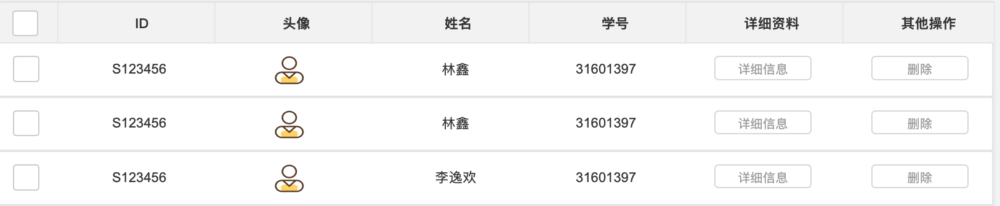 ID 头像 姓名 学号 详细资料 其他操作
S123456 林鑫 31601397 详细信息 删除
S123456 林鑫 31601397 详细信息 删除
S123456 李逸欢 31601397 详细信息 删除